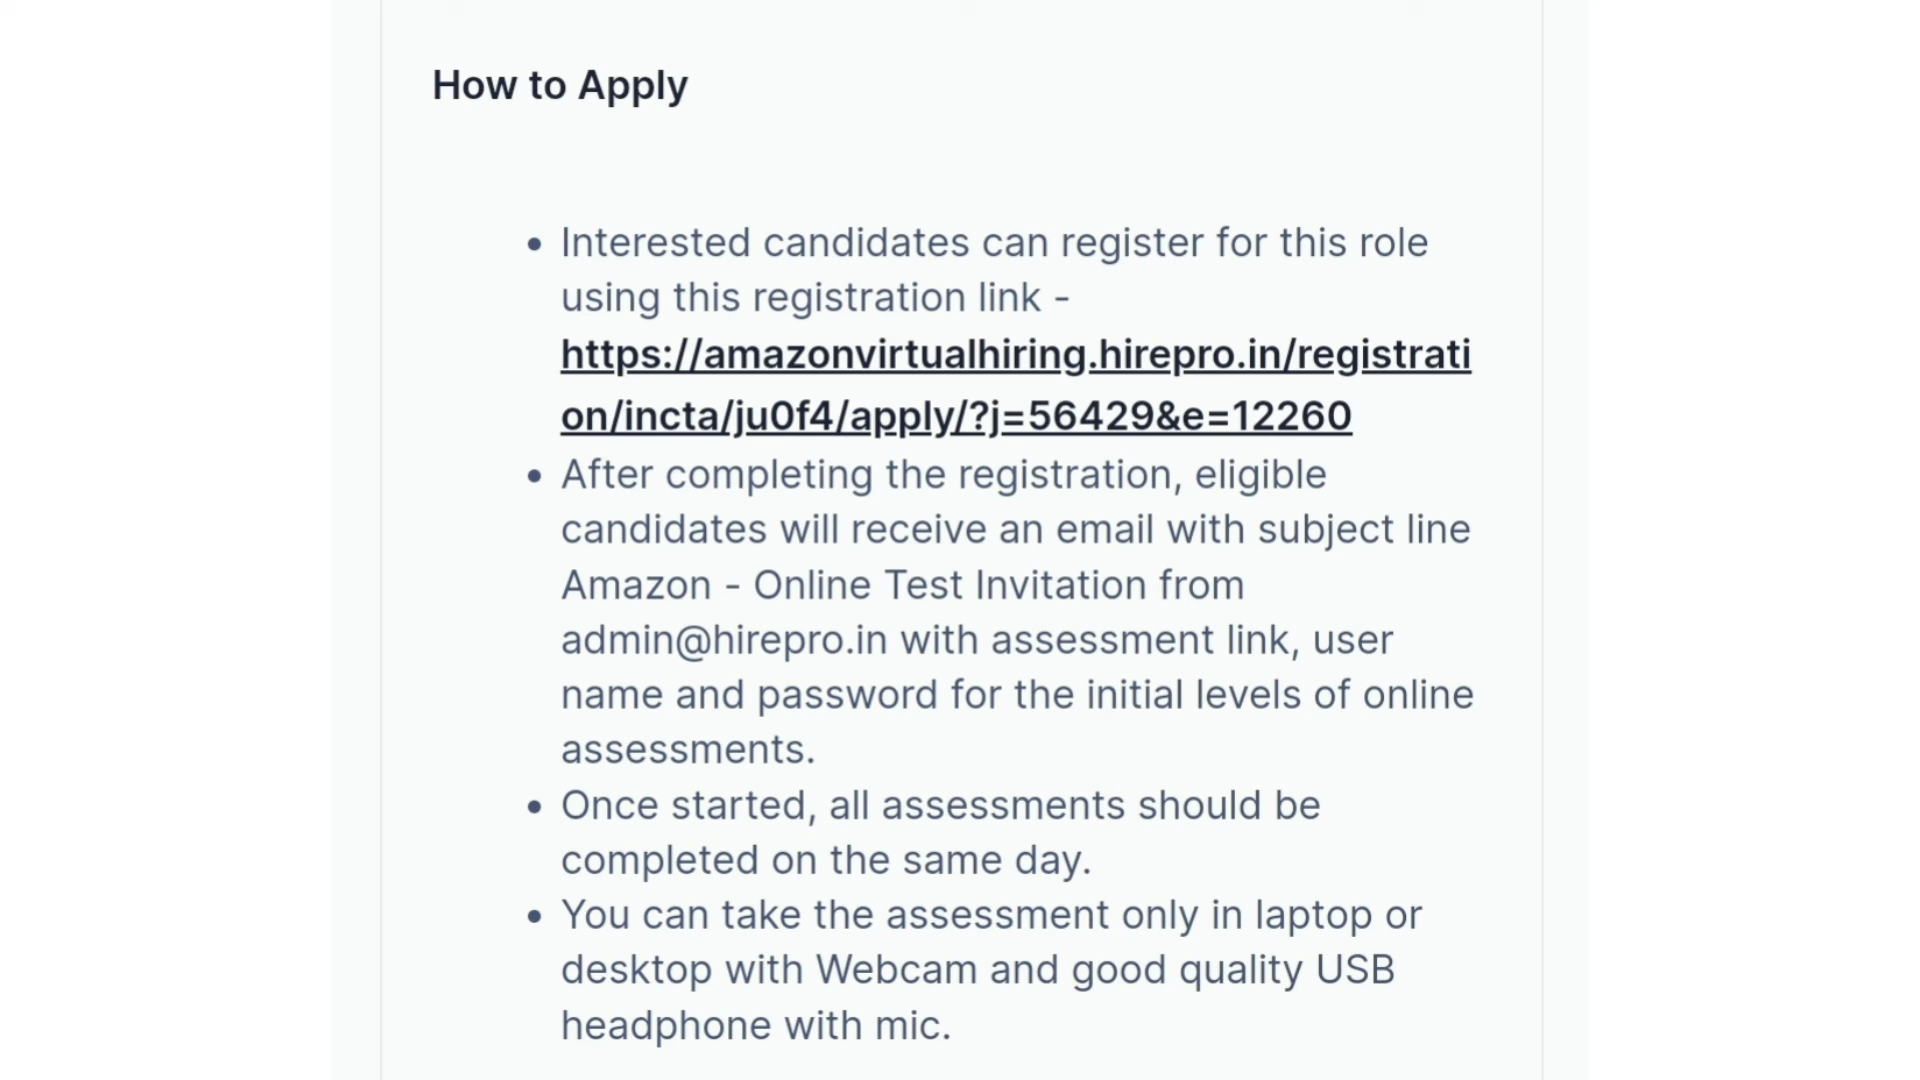 How to Apply
• Interested candidates can register for this role
using this registration link -
https://amazonvirtualhiring.hirepro.in/registrati
on/incta/ju0f4/apply/?j=56429&e=12260
• After completing the registration, eligible
candidates will receive an email with subject line
Amazon - Online Test Invitation from
admin@hirepro.in with assessment link, user
name and password for the initial levels of online
assessments.
• Once started, all assessments should be
completed on the same day.
• You can take the assessment only in laptop or
desktop with Webcam and good quality USB
headphone with mic.